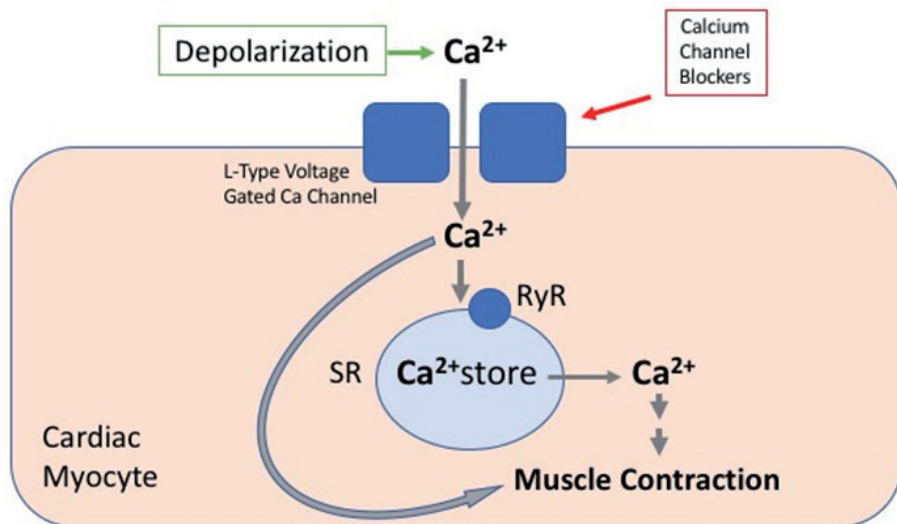 Depolarization
Ca²⁺
Calcium
Channel
Blockers
L-Type Voltage
Gated Ca Channel
Ca²⁺
RyR
SR
Ca²⁺store
Ca²⁺
Cardiac
Myocyte
Muscle Contraction